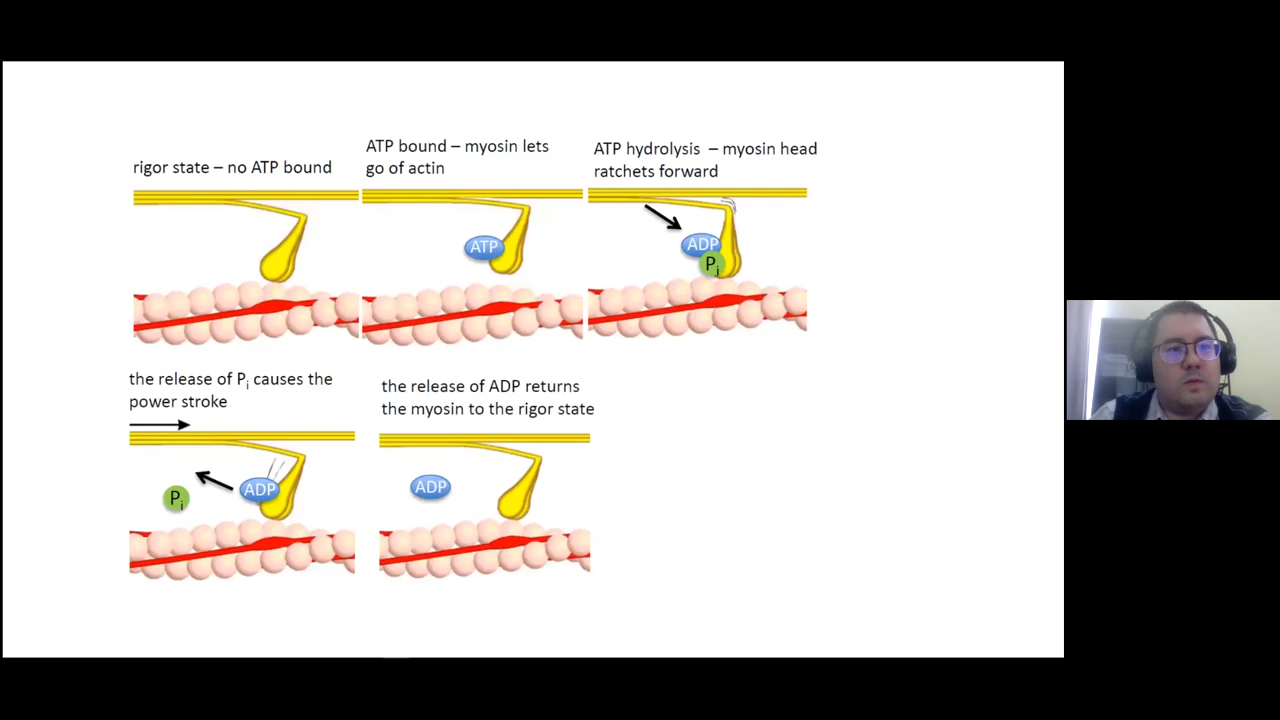 rigor state – no ATP bound
ATP bound – myosin lets
go of actin
ATP
ATP hydrolysis – myosin head
ratchets forward
ADP
Pi
the release of Pi causes the
power stroke
ADP
Pi
the release of ADP returns
the myosin to the rigor state
ADP